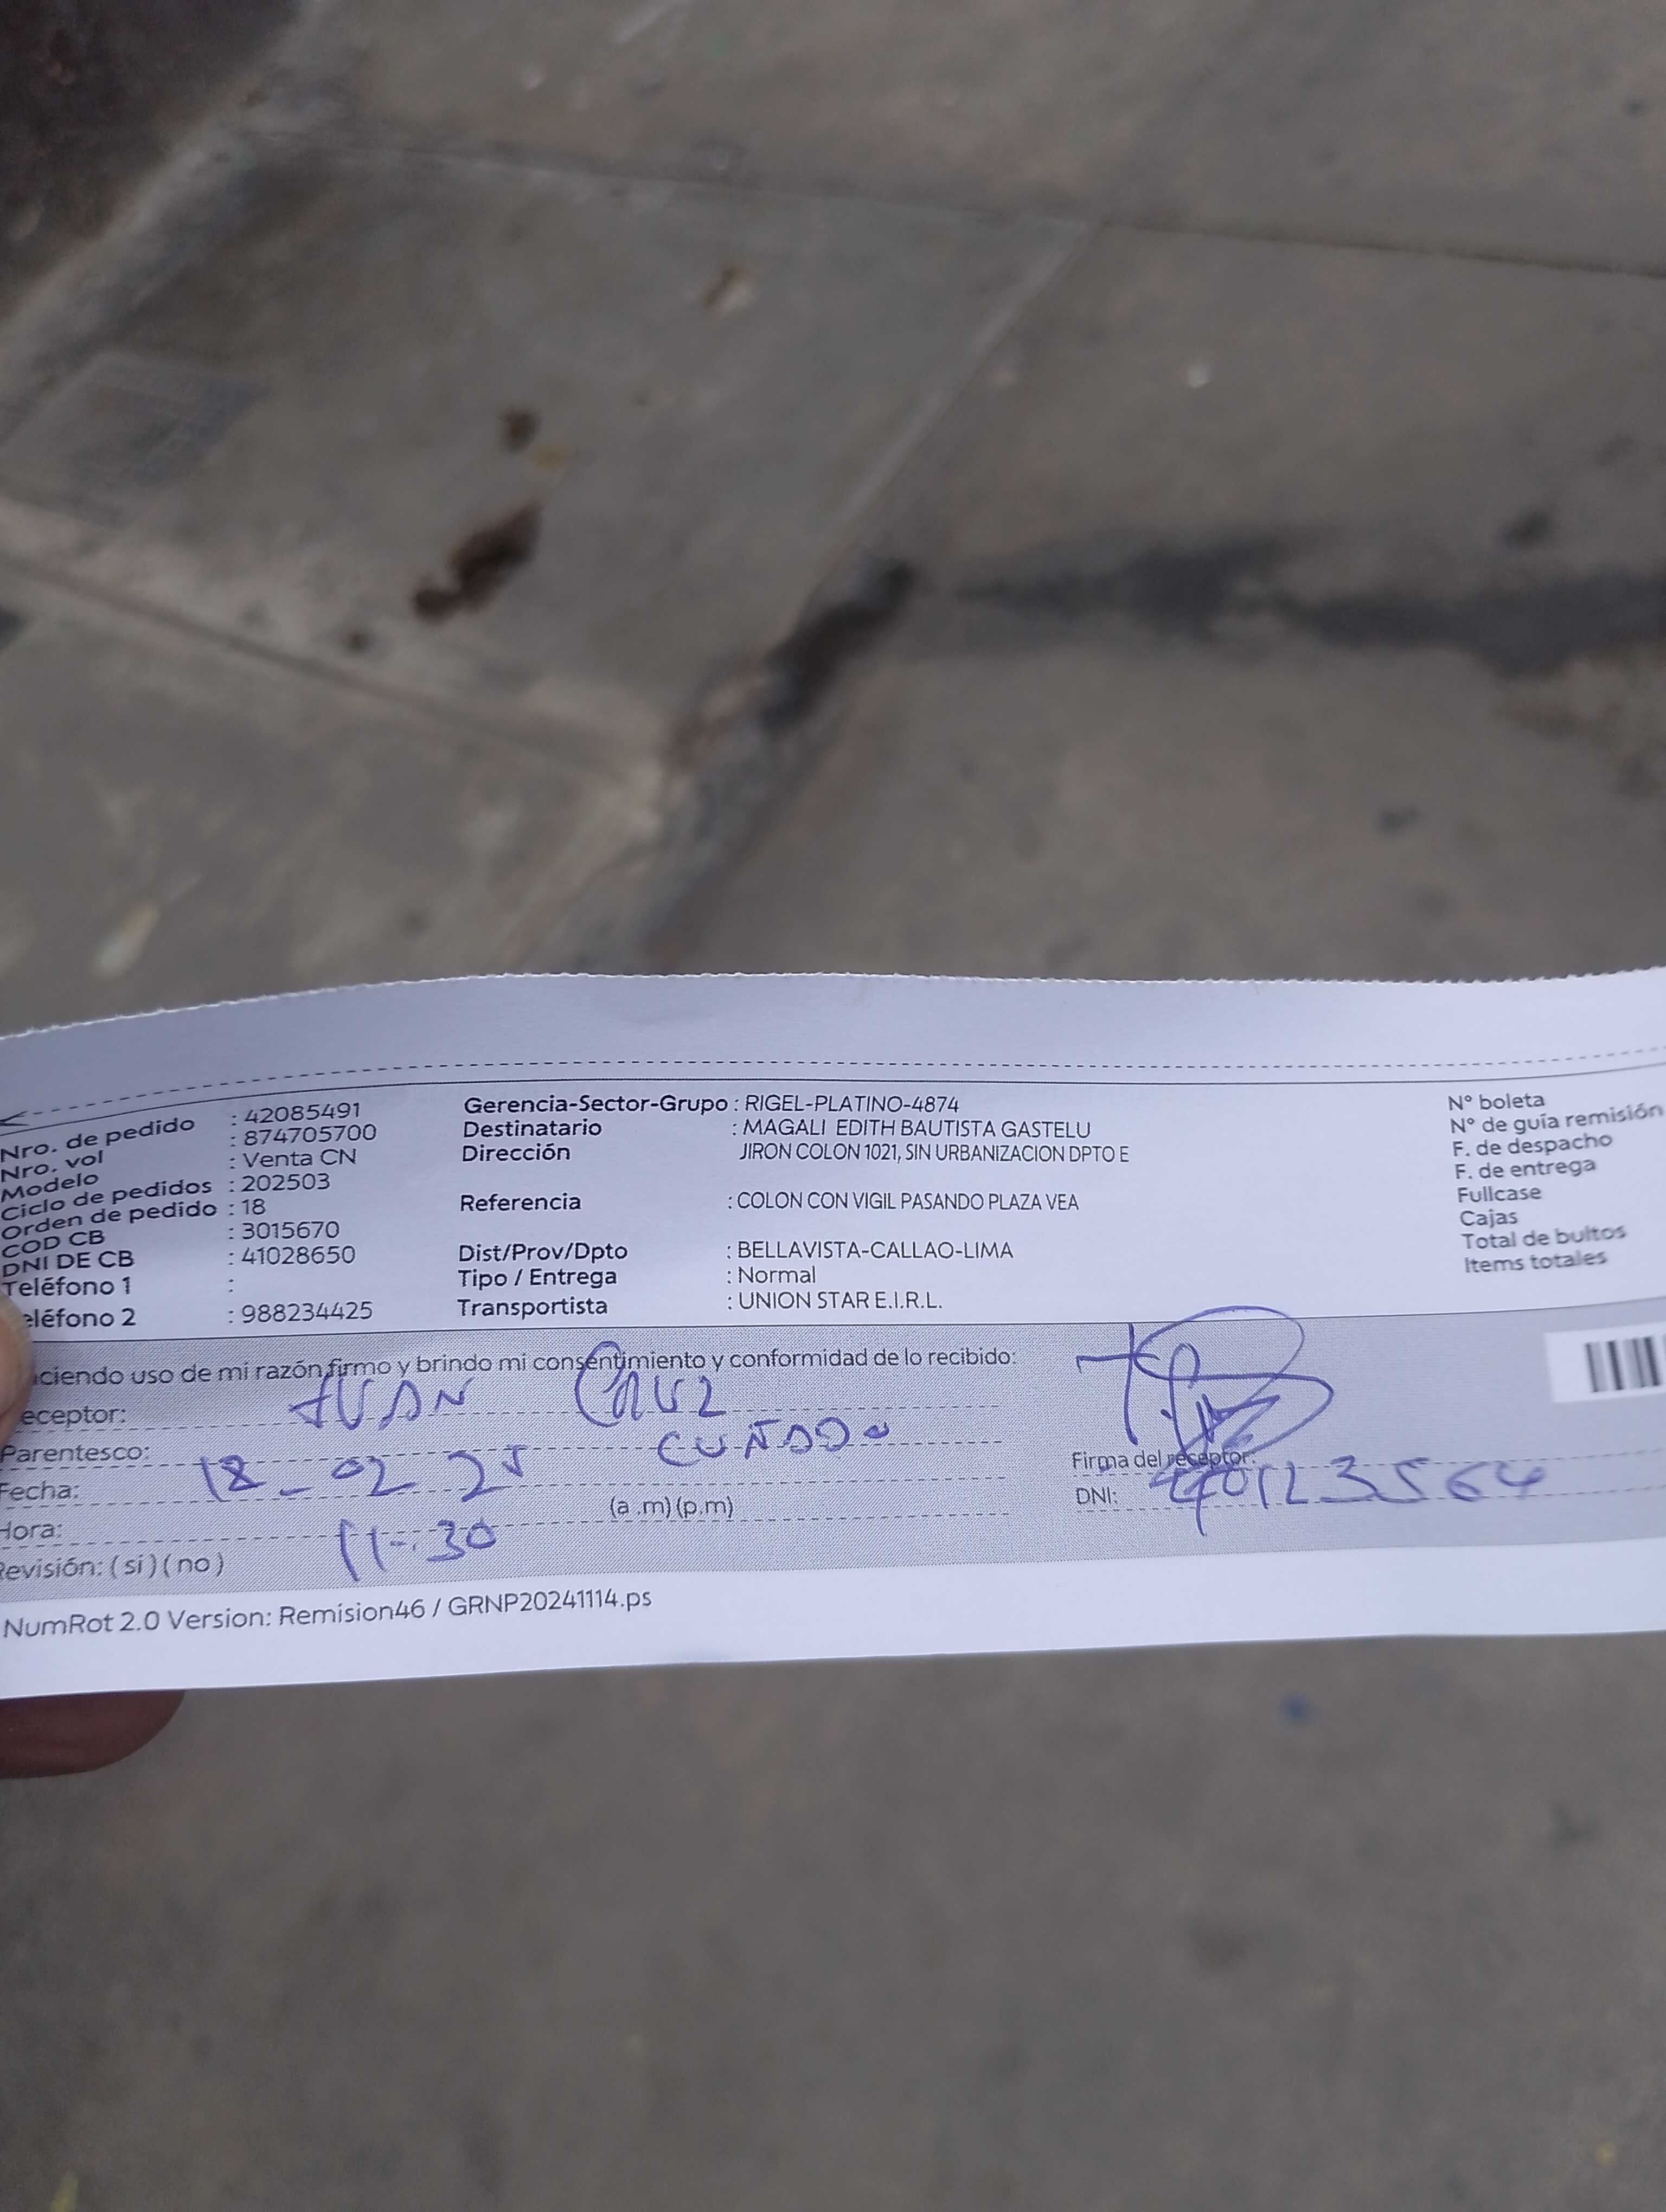 Nro. de pedido : 42085491
Nro. vol : 874705700
Modelo : Venta CN
Ciclo de pedidos : 202503
Orden de pedido : 18
COD CB : 3015670
DNI DE CB : 41028650
Teléfono 1 :
eléfono 2 : 988234425
Gerencia-Sector-Grupo : RIGEL-PLATINO-4874
Destinatario : MAGALI EDITH BAUTISTA GASTELU
Dirección JIRON COLON 1021, SIN URBANIZACION DPTO E
Referencia : COLON CON VIGIL PASANDO PLAZA VEA
Dist/Prov/Dpto : BELLAVISTA-CALLAO-LIMA
Tipo / Entrega : Normal
Transportista : UNION STAR E.I.R.L.
N° boleta
N° de guía remisión
F. de despacho
F. de entrega
Fullcase
Cajas
Total de bultos
Items totales
ciendo uso de mi razón firmo y brindo mi consentimiento y conformidad de lo recibido:
eceptor: JUAN CRUZ
Parentesco: CUÑADO
Fecha: 18-02 25
Hora: 11:30 (a .m) (p.m)
Revisión: ( si ) ( no )
Firma del receptor:
DNI: 40123564
NumRot 2.0 Version: Remision46 / GRNP20241114.ps